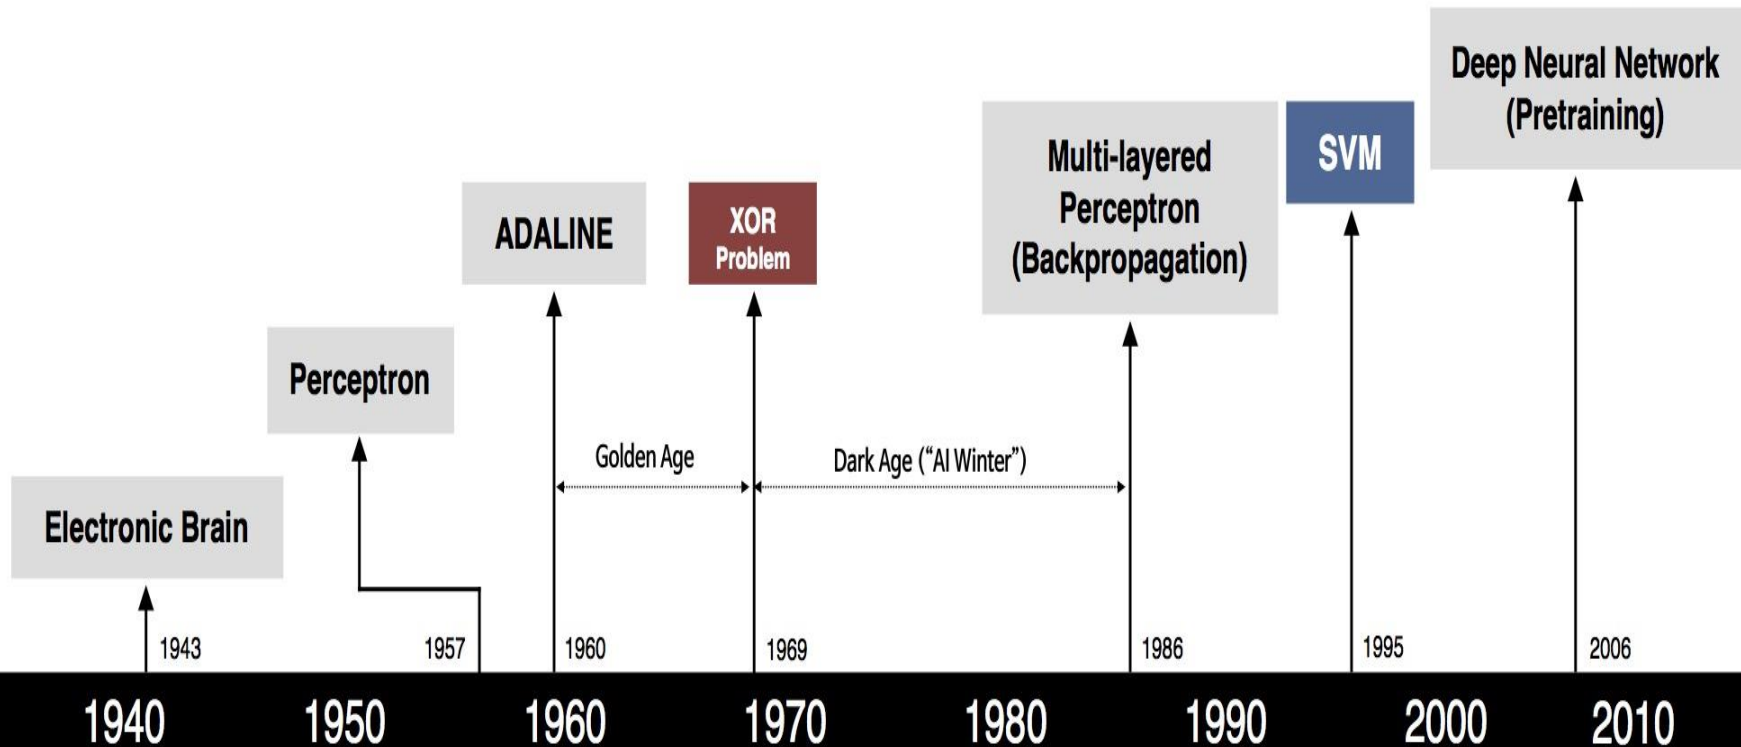 Deep Neural Network
(Pretraining)
Multi-layered
Perceptron
(Backpropagation)
SVM
ADALINE
XOR
Problem
Perceptron
Golden Age
Dark Age (“AI Winter”)
Electronic Brain
1943
1957
1960
1969
1986
1995
2006
1940
1950
1960
1970
1980
1990
2000
2010